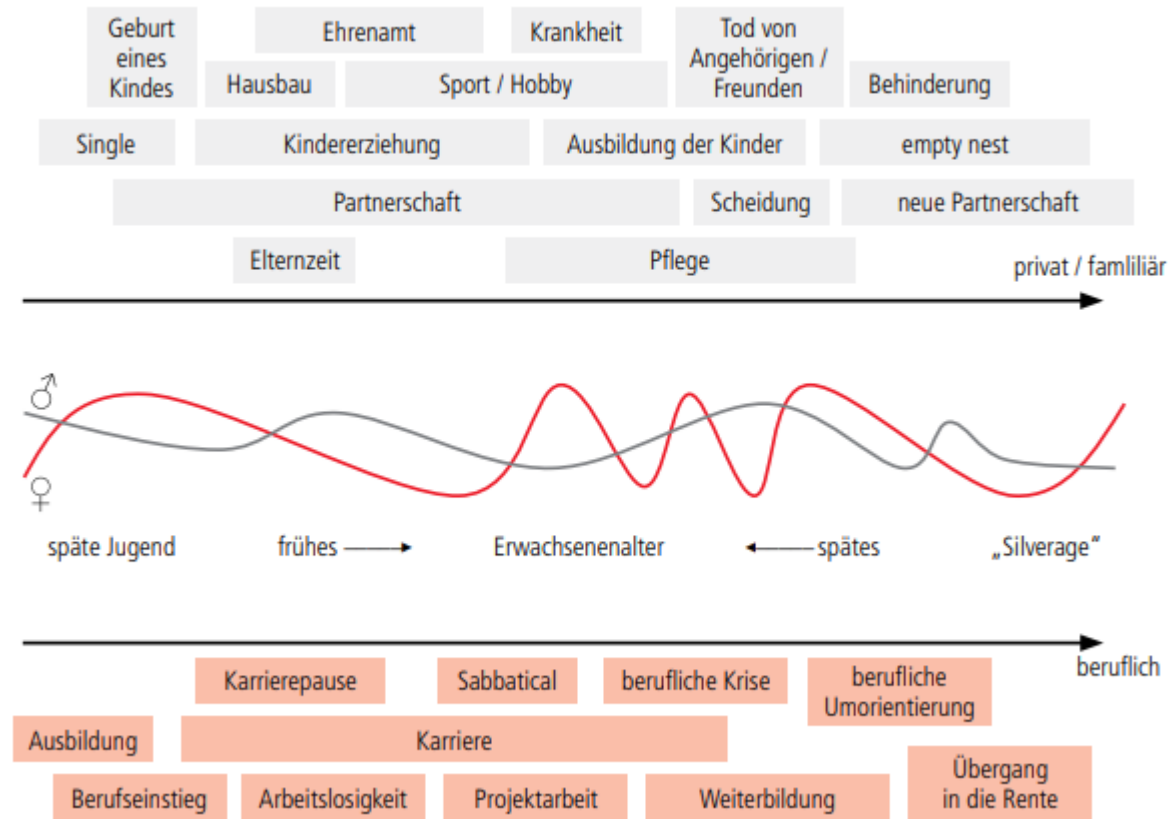 Geburt
eines
Kindes
Ehrenamt
Krankheit
Tod von
Angehörigen /
Freunden
Hausbau
Sport / Hobby
Behinderung
Single
Kindererziehung
Ausbildung der Kinder
empty nest
Partnerschaft
Scheidung
neue Partnerschaft
Elternzeit
Pflege
privat / famliliär
♂
♀
späte Jugend
frühes
Erwachsenenalter
spätes
„Silverage“
beruflich
Karrierepause
Sabbatical
berufliche Krise
berufliche
Umorientierung
Ausbildung
Karriere
Berufseinstieg
Arbeitslosigkeit
Projektarbeit
Weiterbildung
Übergang
in die Rente